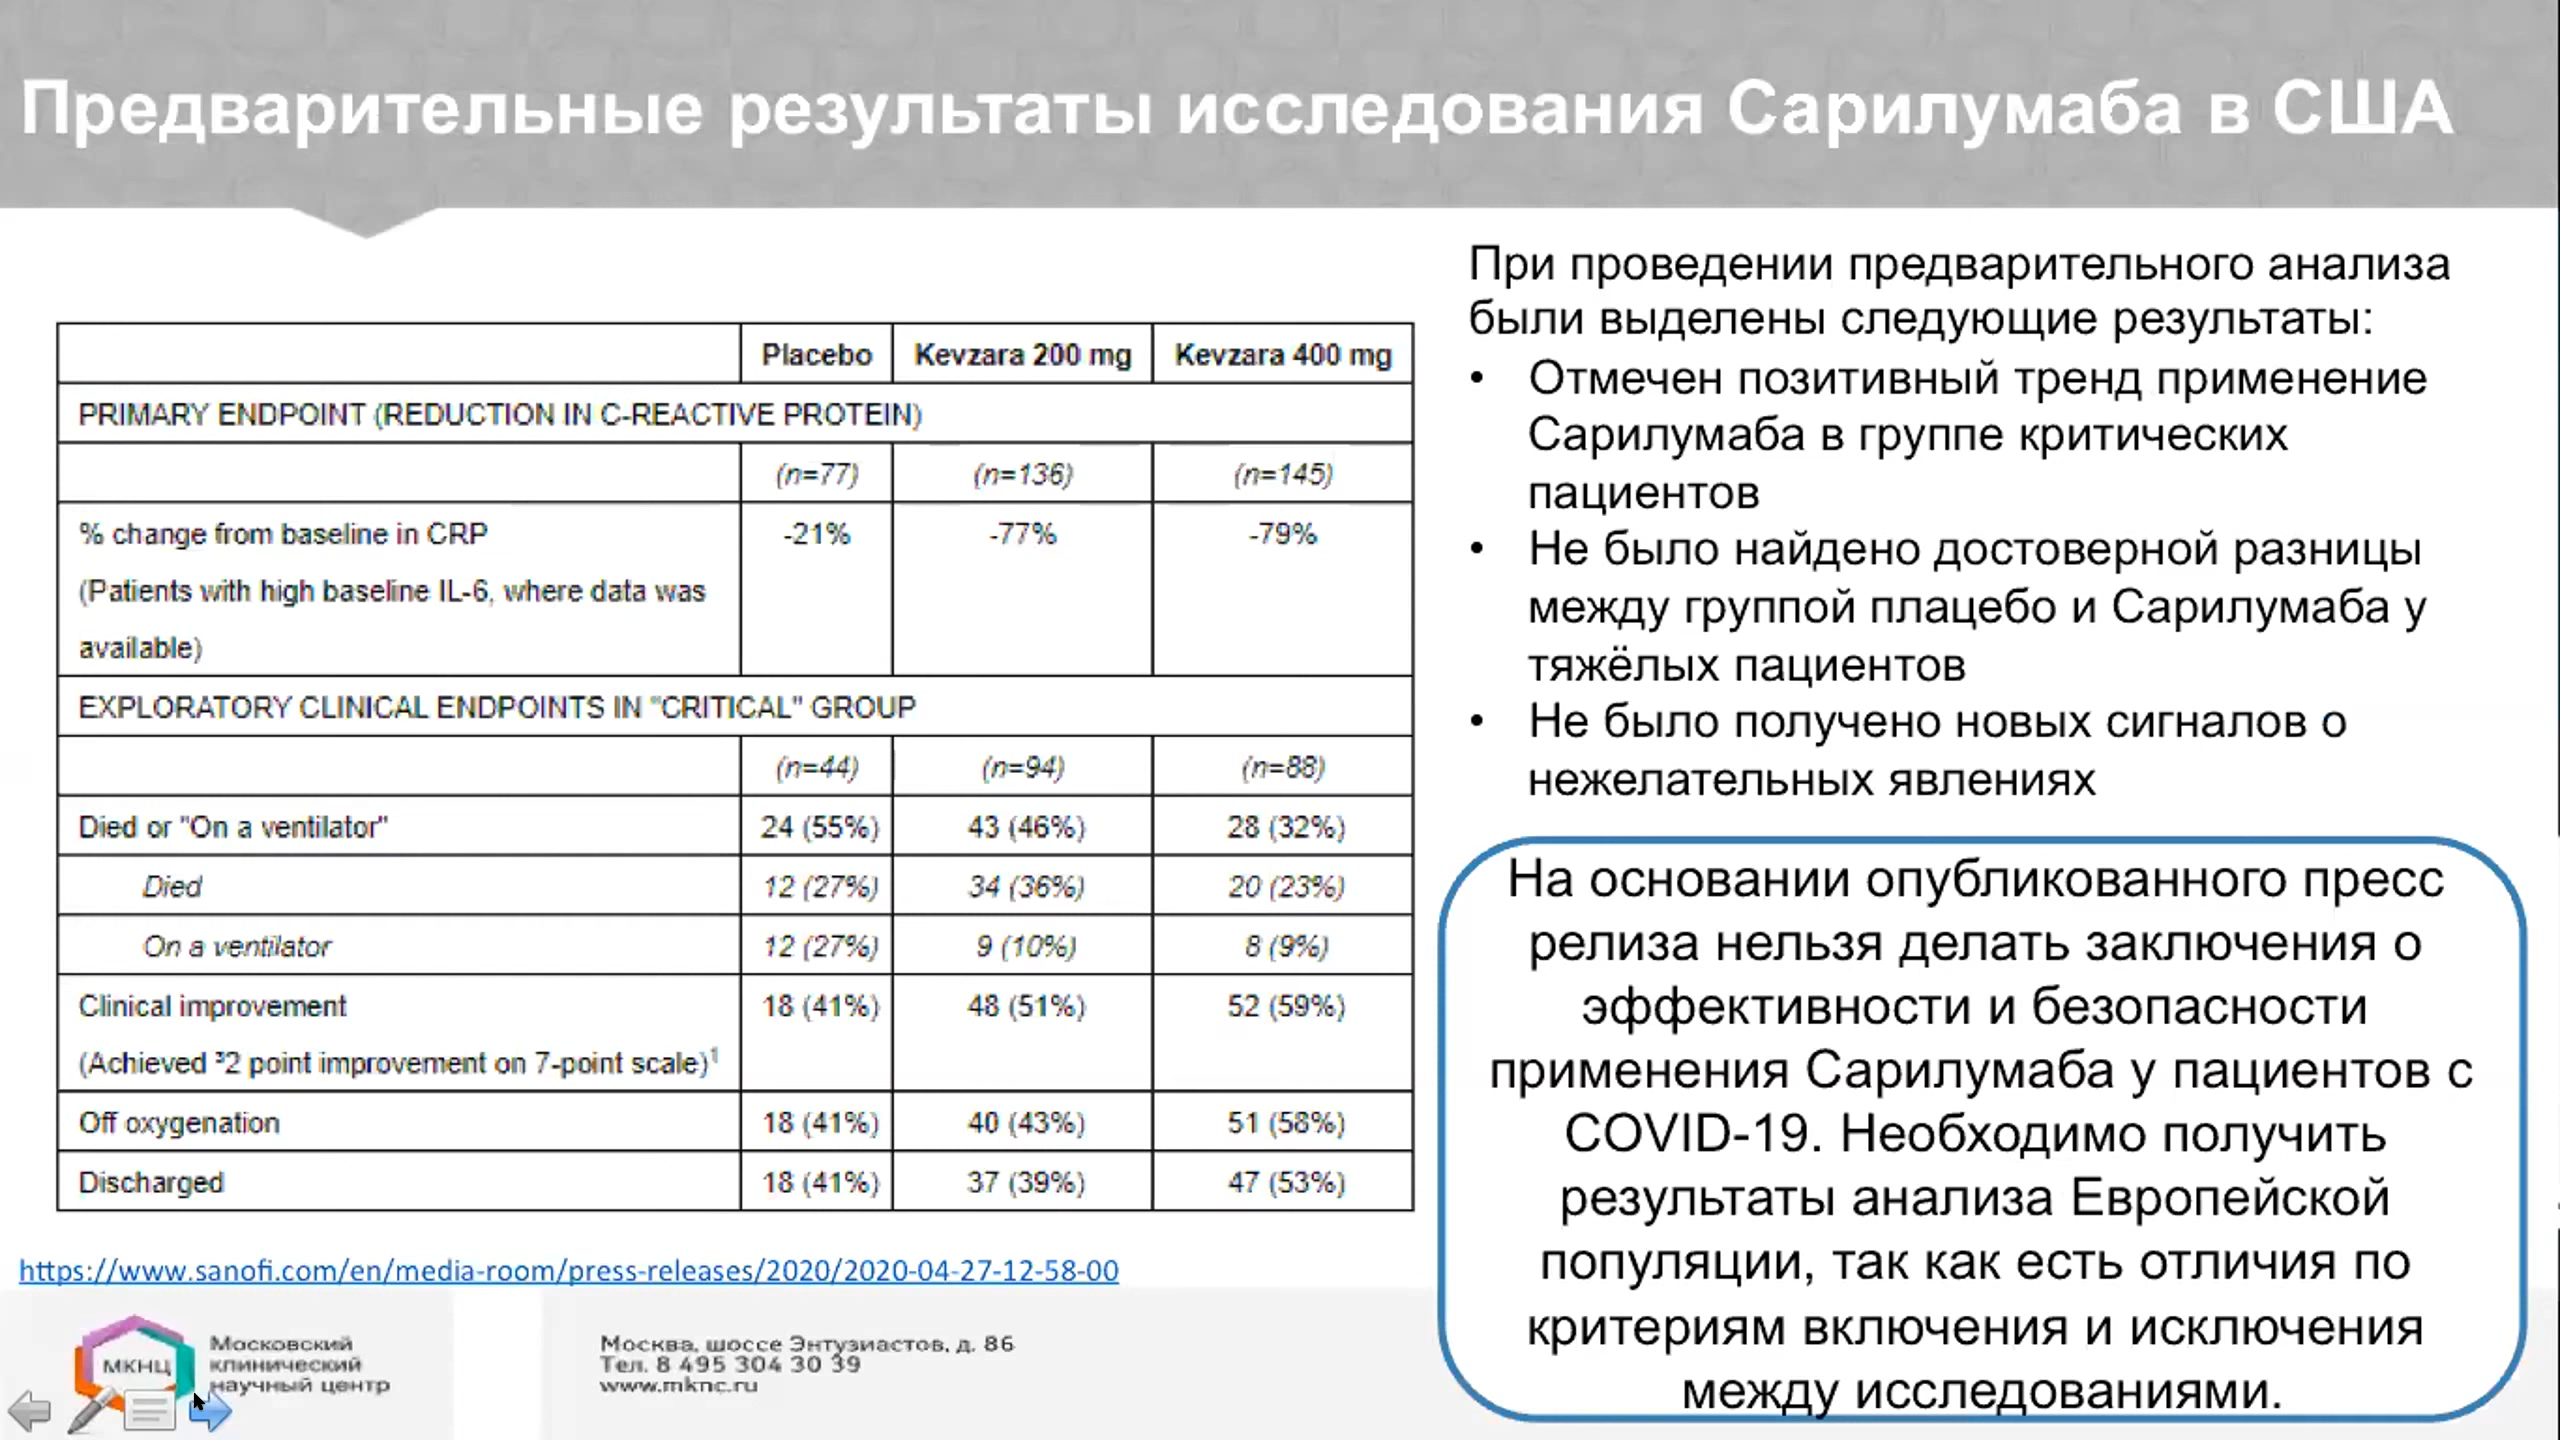 Предварительные результаты исследования Сарилумаба в США
Placebo Kevzara 200 mg Kevzara 400 mg
PRIMARY ENDPOINT (REDUCTION IN C-REACTIVE PROTEIN)
(n=77) (n=136) (n=145)
% change from baseline in CRP -21% -77% -79%
(Patients with high baseline IL-6, where data was
available)
EXPLORATORY CLINICAL ENDPOINTS IN "CRITICAL" GROUP
(n=44) (n=94) (n=88)
Died or "On a ventilator" 24 (55%) 43 (46%) 28 (32%)
Died 12 (27%) 34 (36%) 20 (23%)
On a ventilator 12 (27%) 9 (10%) 8 (9%)
Clinical improvement 18 (41%) 48 (51%) 52 (59%)
(Achieved ³2 point improvement on 7-point scale)¹
Off oxygenation 18 (41%) 40 (43%) 51 (58%)
Discharged 18 (41%) 37 (39%) 47 (53%)
https://www.sanofi.com/en/media-room/press-releases/2020/2020-04-27-12-58-00
При проведении предварительного анализа
были выделены следующие результаты:
• Отмечен позитивный тренд применение
Сарилумаба в группе критических
пациентов
• Не было найдено достоверной разницы
между группой плацебо и Сарилумаба у
тяжёлых пациентов
• Не было получено новых сигналов о
нежелательных явлениях
На основании опубликованного пресс
релиза нельзя делать заключения о
эффективности и безопасности
применения Сарилумаба у пациентов с
COVID-19. Необходимо получить
результаты анализа Европейской
популяции, так как есть отличия по
критериям включения и исключения
между исследованиями.
МКНЦ
Московский
клинический
научный центр
Москва, шоссе Энтузиастов, д. 86
Тел. 8 495 304 30 39
www.mknc.ru